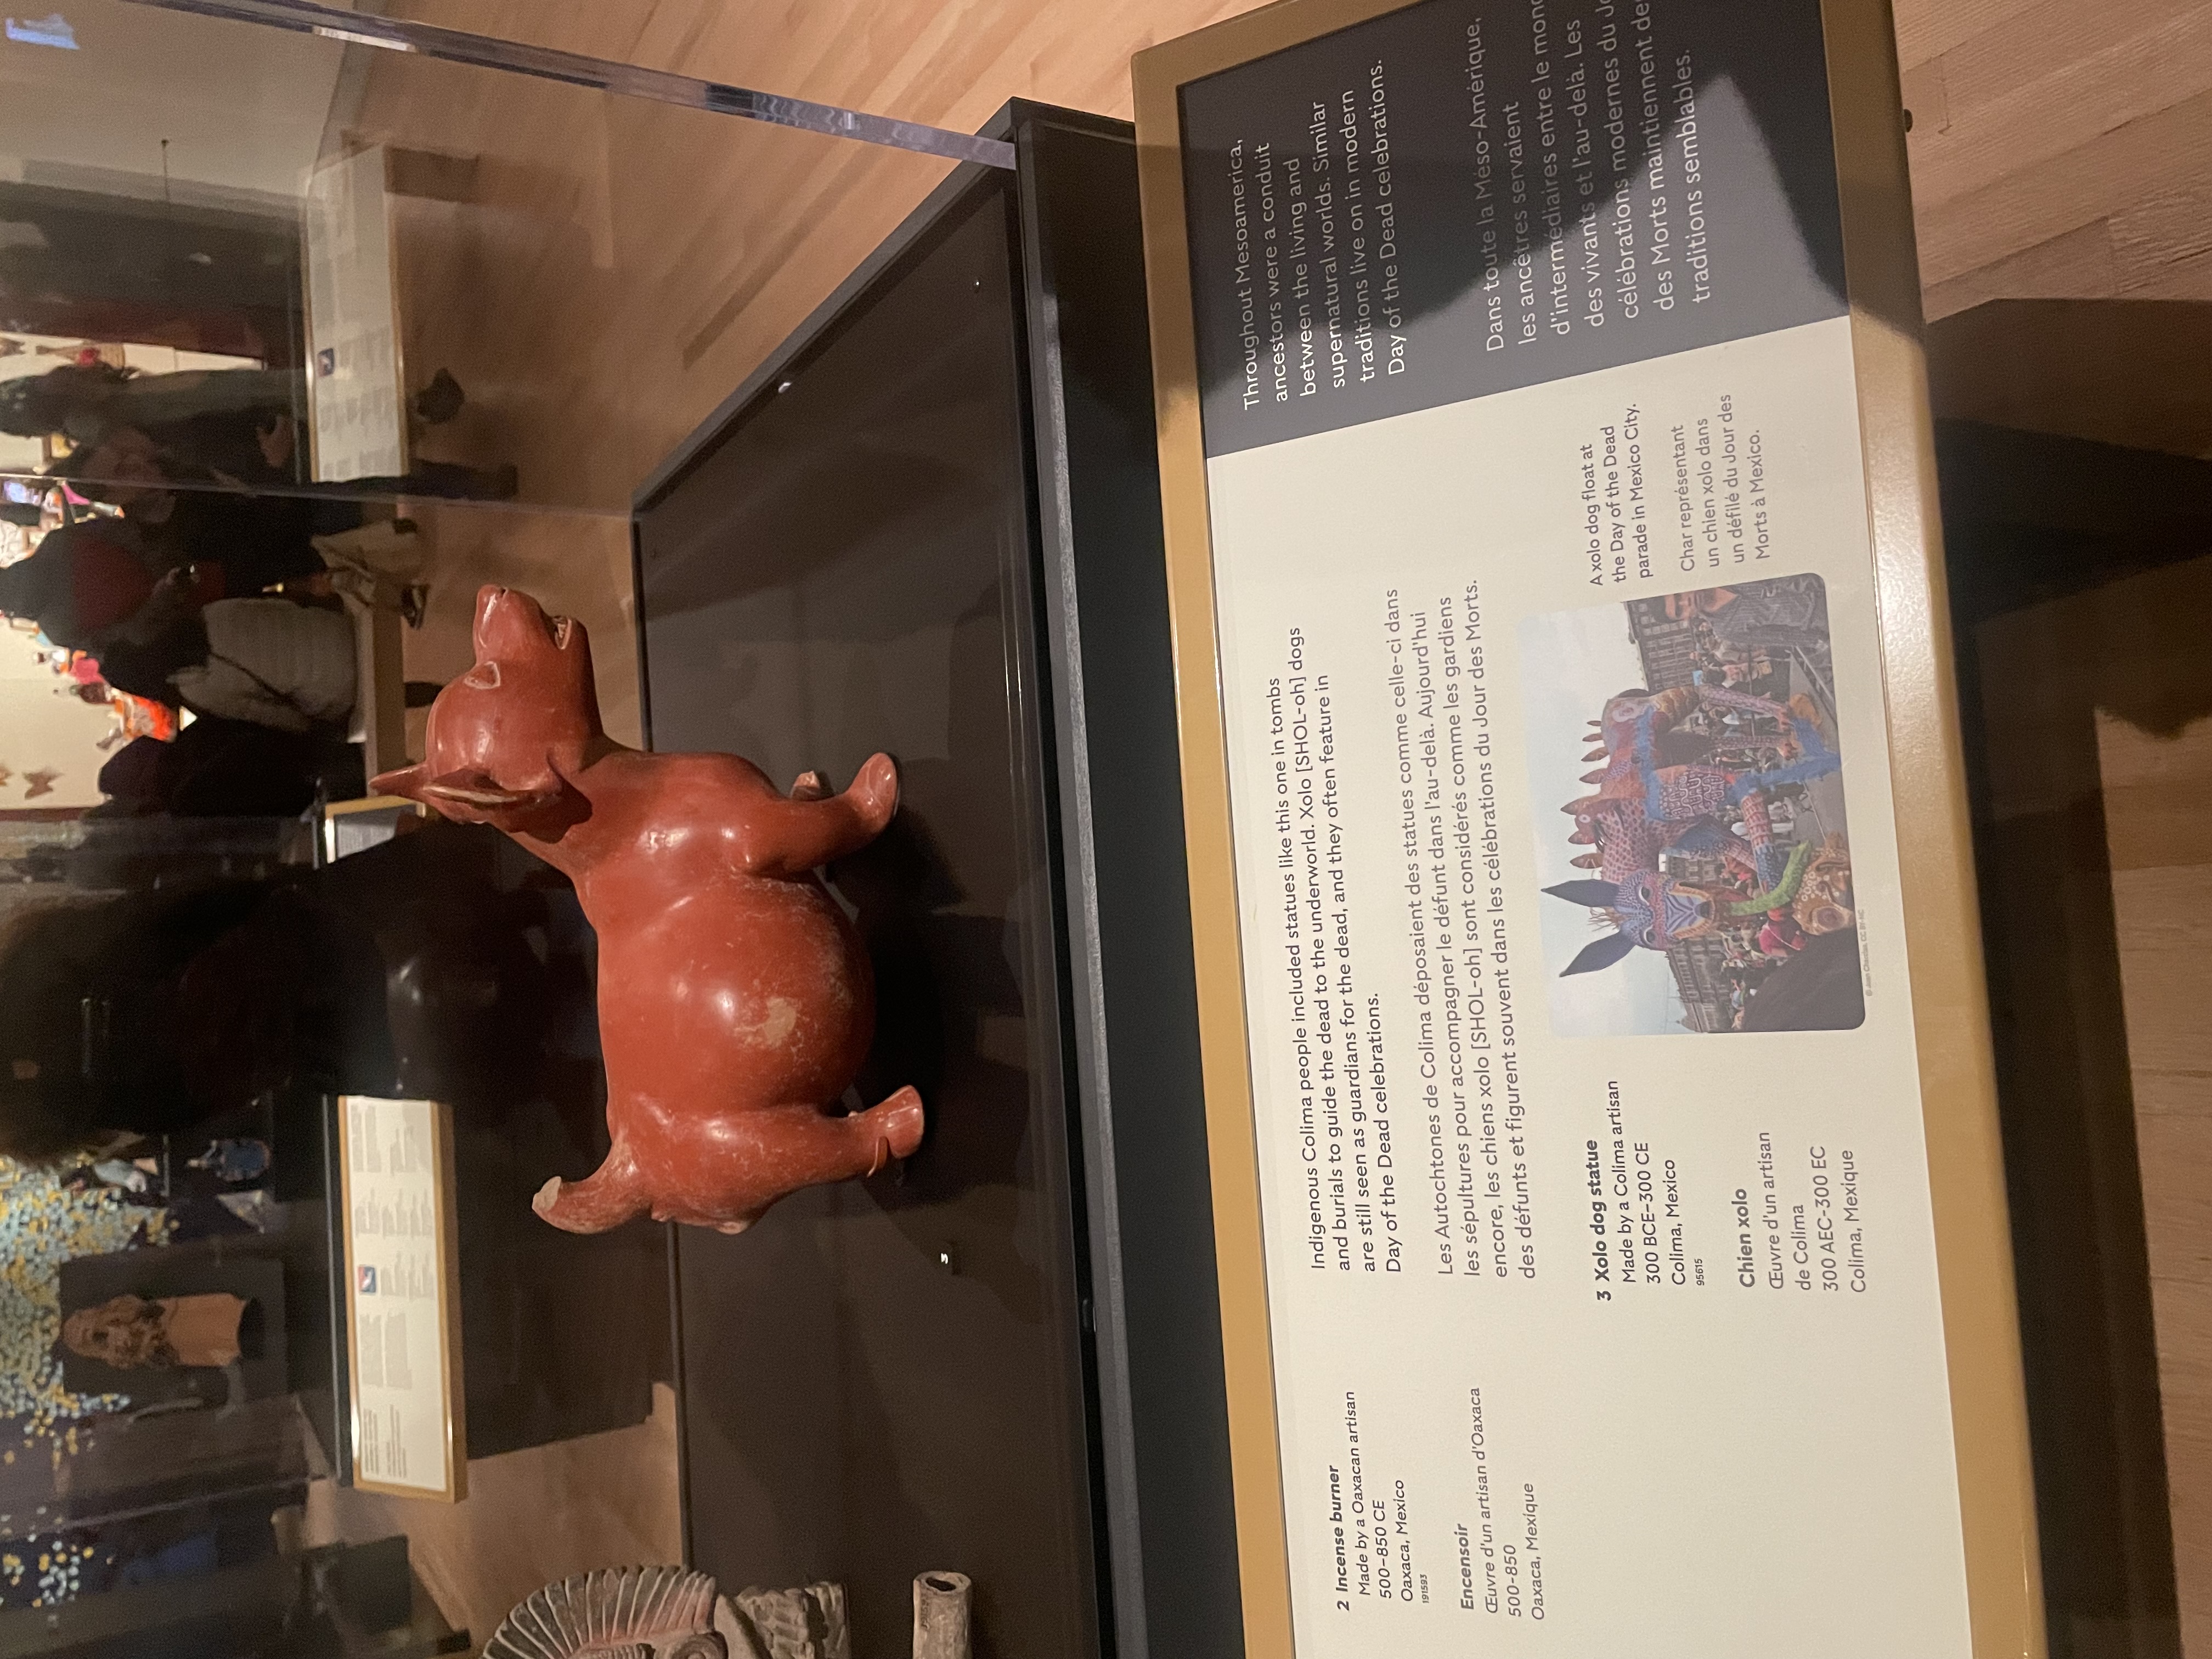 3
2 Incense burner
Made by a Oaxacan artisan
500–850 CE
Oaxaca, Mexico
191593
Encensoir
Œuvre d'un artisan d'Oaxaca
500-850
Oaxaca, Mexique
Indigenous Colima people included statues like this one in tombs
and burials to guide the dead to the underworld. Xolo [SHOL-oh] dogs
are still seen as guardians for the dead, and they often feature in
Day of the Dead celebrations.
Les Autochtones de Colima déposaient des statues comme celle-ci dans
les sépultures pour accompagner le défunt dans l'au-delà. Aujourd'hui
encore, les chiens xolo [SHOL-oh] sont considérés comme les gardiens
des défunts et figurent souvent dans les célébrations du Jour des Morts.
3 Xolo dog statue
Made by a Colima artisan
300 BCE–300 CE
Colima, Mexico
95615
Chien xolo
Œuvre d'un artisan
de Colima
300 AEC-300 EC
Colima, Mexique
A xolo dog float at
the Day of the Dead
parade in Mexico City.
Char représentant
un chien xolo dans
un défilé du Jour des
Morts à Mexico.
CC BY-NC
Throughout Mesoamerica,
ancestors were a conduit
between the living and
supernatural worlds. Similar
traditions live on in modern
Day of the Dead celebrations.
Dans toute la Méso-Amérique,
les ancêtres servaient
d'intermédiaires entre le
des vivants et l'au-delà. Les
célébrations modernes du
des Morts maintiennent
traditions semblables.